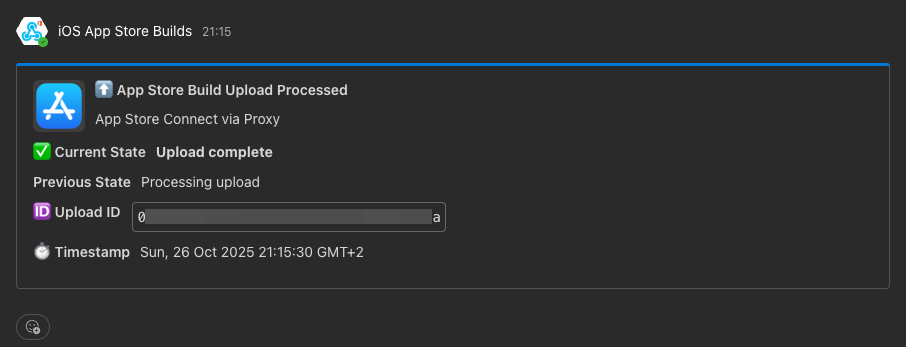 iOS App Store Builds 21:15
⬆️ App Store Build Upload Processed
App Store Connect via Proxy
✅ Current State Upload complete
Previous State Processing upload
🆔 Upload ID 0 a
⏱️ Timestamp Sun, 26 Oct 2025 21:15:30 GMT+2